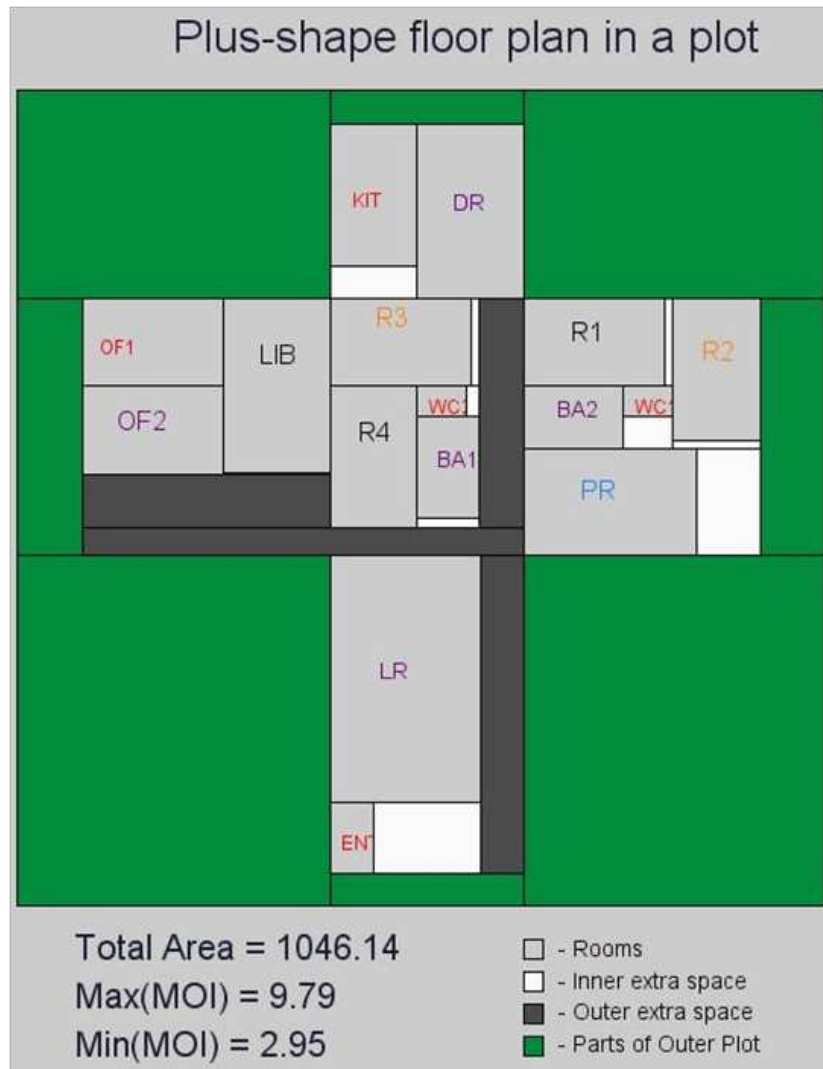 Plus-shape floor plan in a plot
KIT
DR
OF1
LIB
R3
R1
R2
OF2
R4
BA2
BA1
PR
LR
Total Area = 1046.14
Max(MOI) = 9.79
Min(MOI) = 2.95
- Rooms
- Inner extra space
- Outer extra space
- Parts of Outer Plot